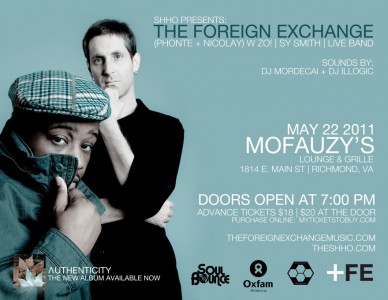 SHHO PRESENTS:
THE FOREIGN EXCHANGE
(PHONTE + NICOLAY) W ZO! | SY SMITH | LIVE BAND
SOUNDS BY:
DJ MORDECAI + DJ ILLOGIC
MAY 22 2011
MOFAUZY'S
LOUNGE & GRILLE
1814 E. MAIN ST | RICHMOND, VA
DOORS OPEN AT 7:00 PM
ADVANCE TICKETS $18 | $20 AT THE DOOR
PURCHASE ONLINE: MYTICKETSTOBUY.COM
THEFOREIGNEXCHANGEMUSIC.COM
THESHHO.COM
AUTHENTICITY
THE NEW ALBUM AVAILABLE NOW
SOUL
BOUNCE
Oxfam
+FE